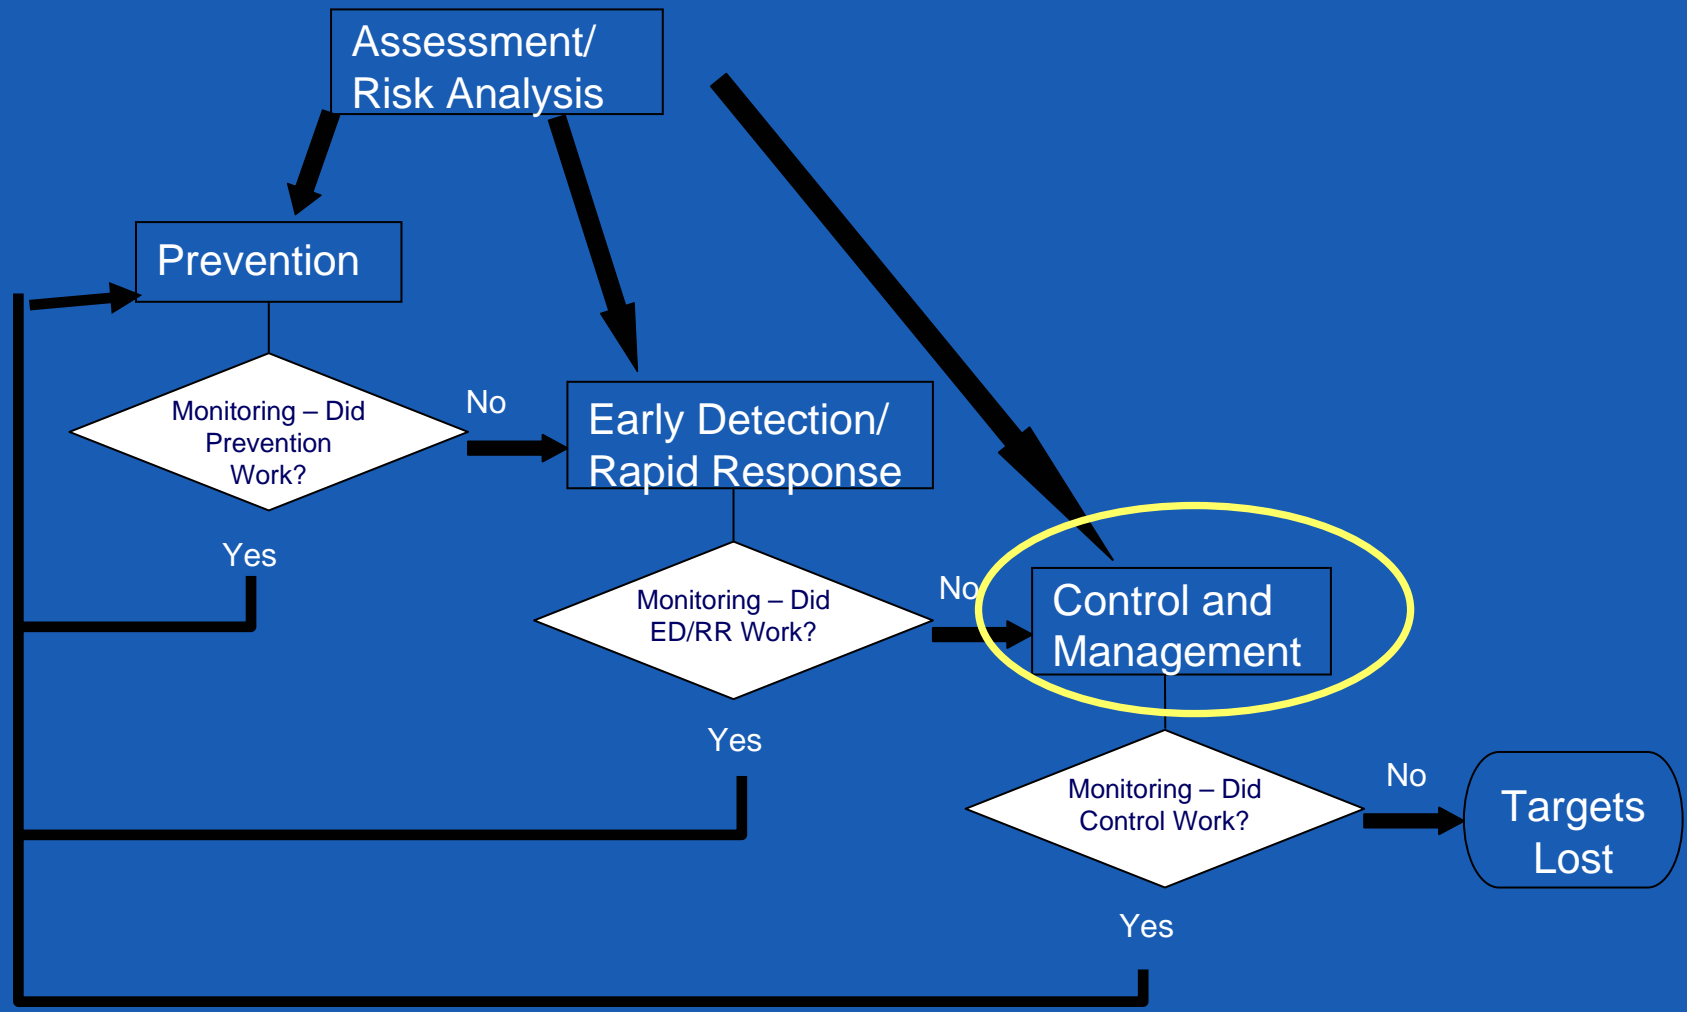 Assessment/
Risk Analysis
Prevention
Monitoring – Did
Prevention
Work?
No
Yes
Early Detection/
Rapid Response
Monitoring – Did
ED/RR Work?
No
Yes
Control and
Management
Monitoring – Did
Control Work?
No
Yes
Targets
Lost